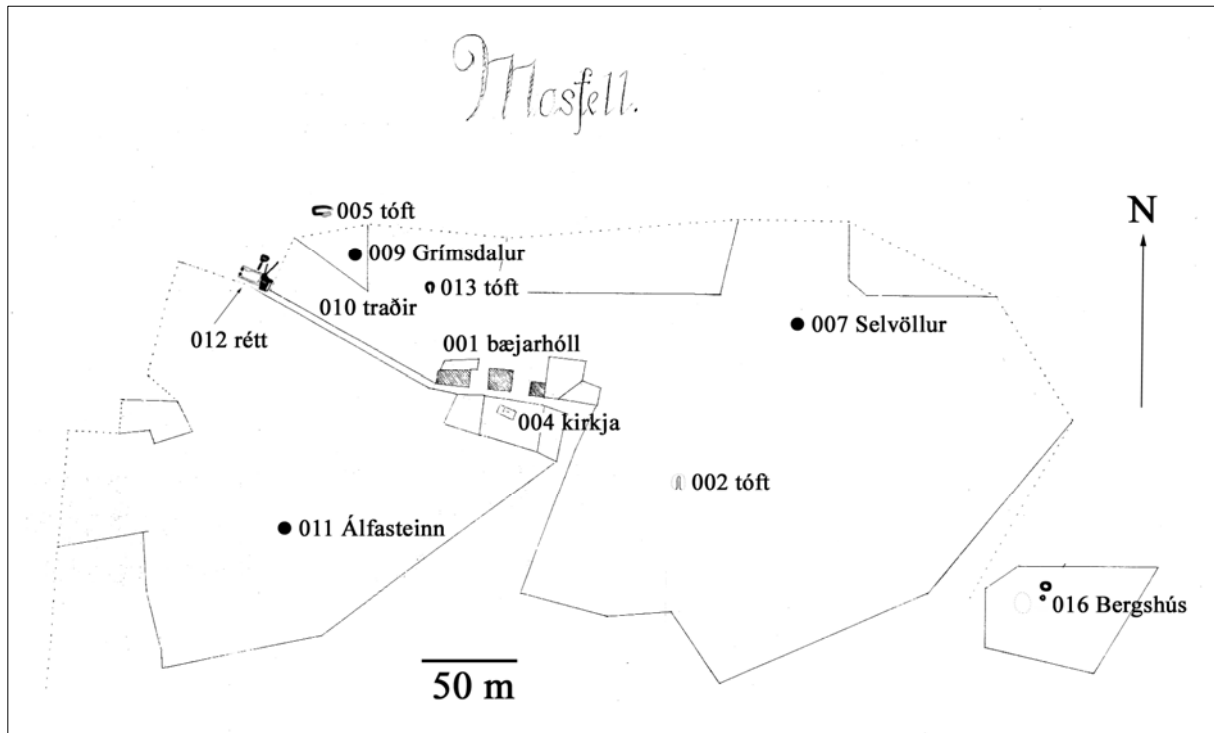 Mosfell.
N
005 tóft
009 Grímsdalur
013 tóft
010 traðir
012 rétt
007 Selvöllur
001 bæjarhóll
004 kirkja
002 tóft
011 Álfasteinn
016 Bergshús
50 m